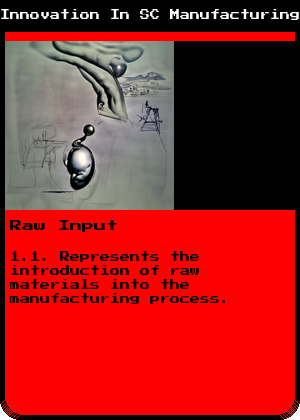 Innovation In SC Manufacturing
Raw Input
1.1. Represents the
introduction of raw
materials into the
manufacturing process.